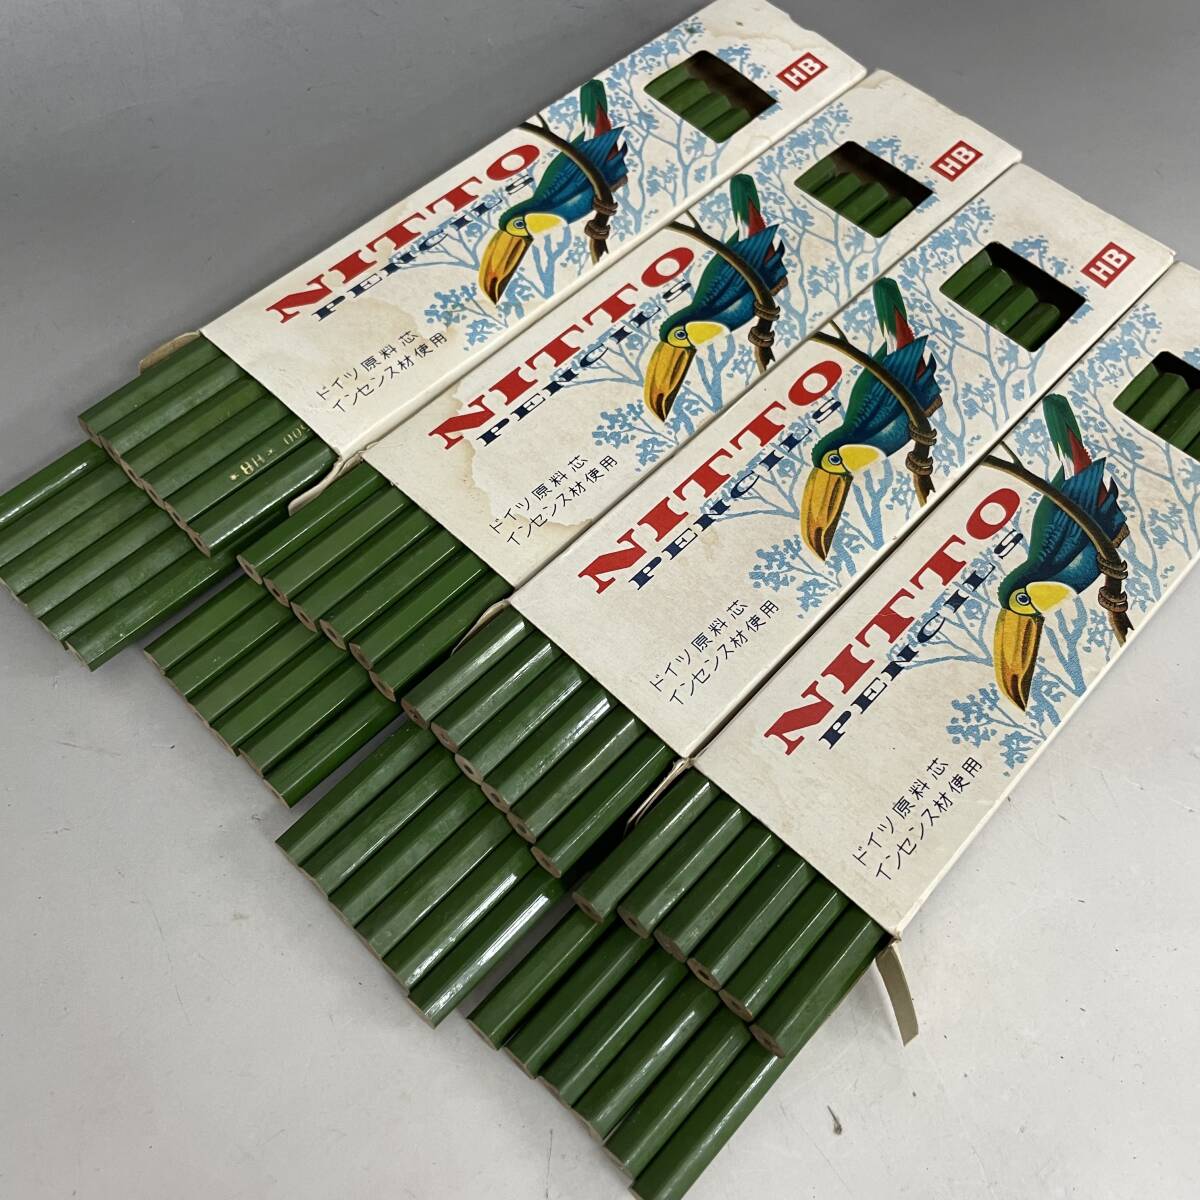 HB
NITTO
PENCILS
ドイツ原料芯
インセンス材使用
*HB*
HB
NITTO
PENCILS
ドイツ原料芯
インセンス材使用
HB
NITTO
PENCILS
ドイツ原料芯
インセンス材使用
NITTO
PENCILS
ドイツ原料芯
インセンス材使用